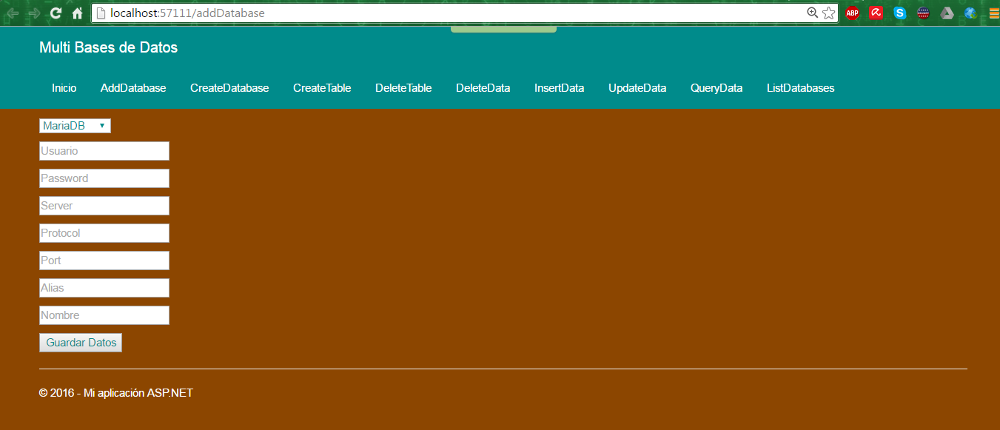 localhost:57111/addDatabase
ABP
Multi Bases de Datos
Inicio AddDatabase CreateDatabase CreateTable DeleteTable DeleteData InsertData UpdateData QueryData ListDatabases
MariaDB
Usuario
Password
Server
Protocol
Port
Alias
Nombre
Guardar Datos
© 2016 - Mi aplicación ASP.NET